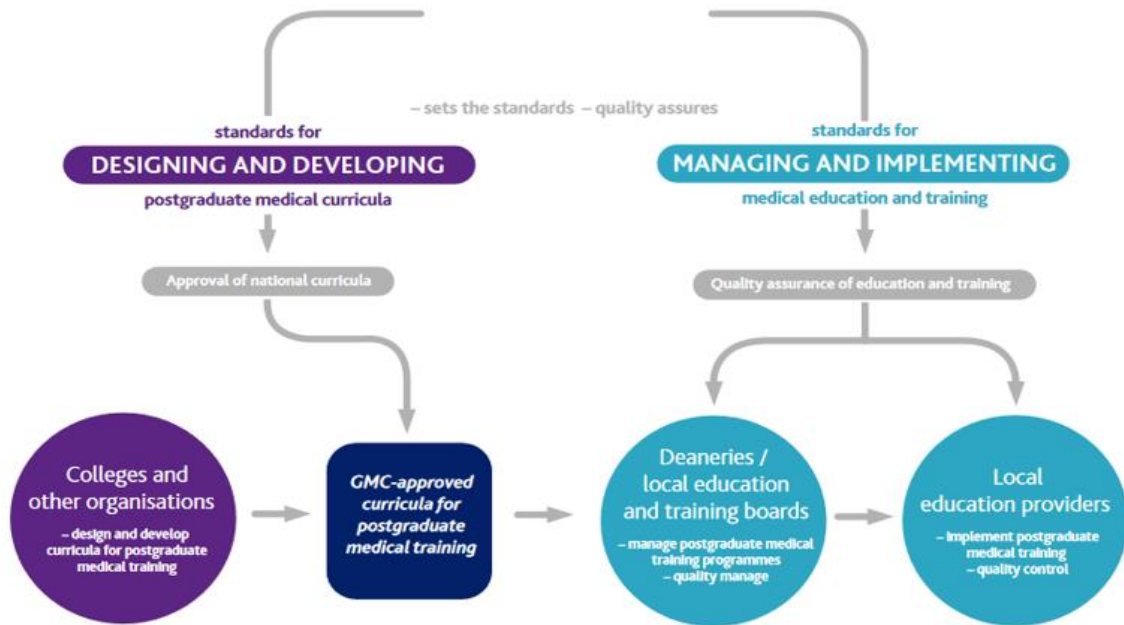 – sets the standards – quality assures
standards for
DESIGNING AND DEVELOPING
postgraduate medical curricula
standards for
MANAGING AND IMPLEMENTING
medical education and training
Approval of national curricula
Quality assurance of education and training
Colleges and
other organisations
– design and develop
curricula for postgraduate
medical training
GMC-approved
curricula for
postgraduate
medical training
Deaneries /
local education
and training boards
– manage postgraduate medical
training programmes
– quality manage
Local
education providers
– implement postgraduate
medical training
– quality control